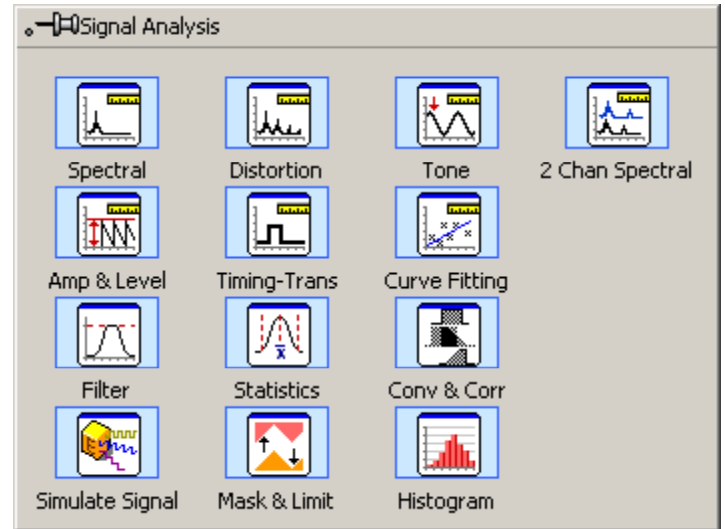 Signal Analysis
Spectral Distortion Tone 2 Chan Spectral
Amp & Level Timing-Trans Curve Fitting
Filter Statistics Conv & Corr
Simulate Signal Mask & Limit Histogram